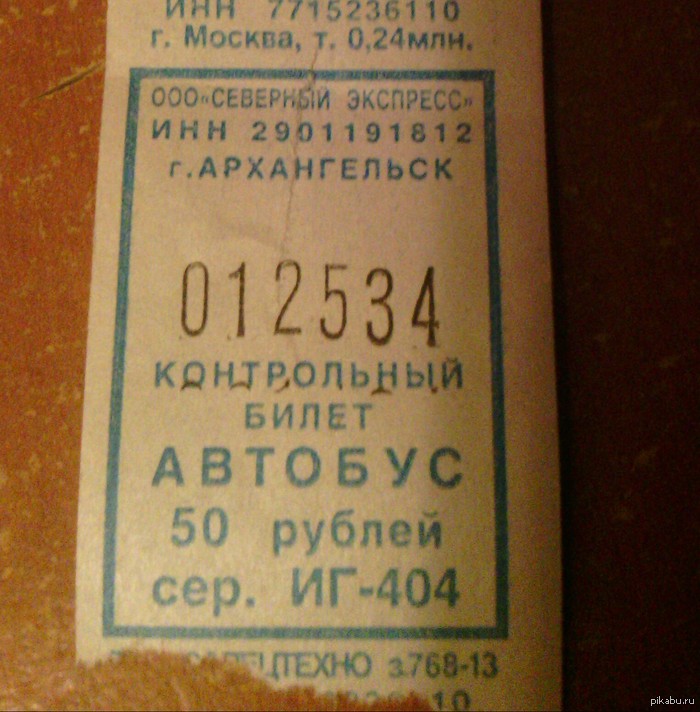 ИНН 7715236110
г. Москва, т. 0,24млн.
ООО«СЕВЕРНЫЙ ЭКСПРЕСС»
ИНН 2901191812
г.АРХАНГЕЛЬСК
012534
КОНТРОЛЬНЫЙ
БИЛЕТ
АВТОБУС
50 рублей
сер. ИГ-404
з.768-13
pikabu.ru